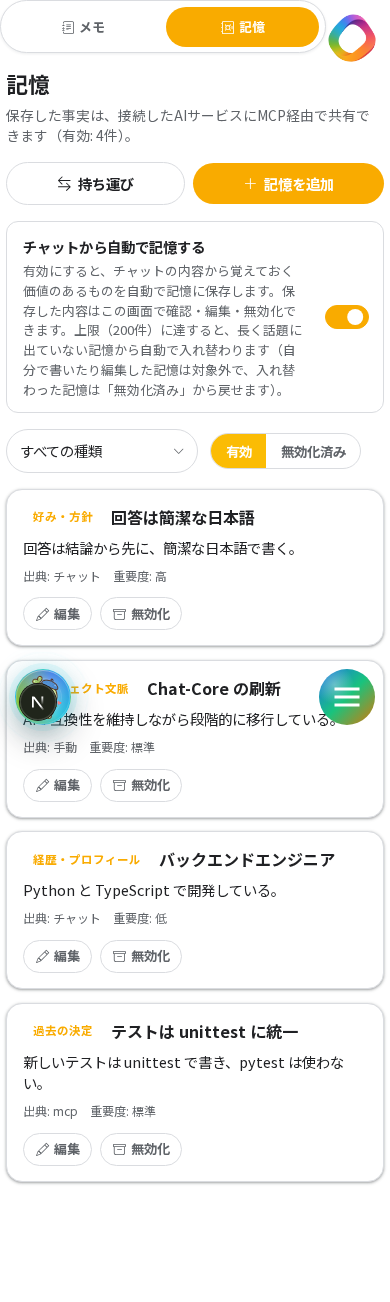 メモ
記憶
記憶
保存した事実は、接続したAIサービスにMCP経由で共有で
きます（有効: 4件）。
持ち運び
記憶を追加
チャットから自動で記憶する
有効にすると、チャットの内容から覚えておく
価値のあるものを自動で記憶に保存します。保
存した内容はこの画面で確認・編集・無効化で
きます。上限（200件）に達すると、長く話題に
出ていない記憶から自動で入れ替わります（自
分で書いたり編集した記憶は対象外で、入れ替
わった記憶は「無効化済み」から戻せます）。
すべての種類
有効
無効化済み
好み・方針 回答は簡潔な日本語
回答は結論から先に、簡潔な日本語で書く。
出典: チャット 重要度: 高
編集
無効化
ェクト文脈 Chat-Core の刷新
互換性を維持しながら段階的に移行している。
N
出典: 手動 重要度: 標準
編集
無効化
経歴・プロフィール バックエンドエンジニア
Python と TypeScript で開発している。
出典: チャット 重要度: 低
編集
無効化
過去の決定 テストは unittest に統一
新しいテストは unittest で書き、pytest は使わな
い。
出典: mcp 重要度: 標準
編集
無効化